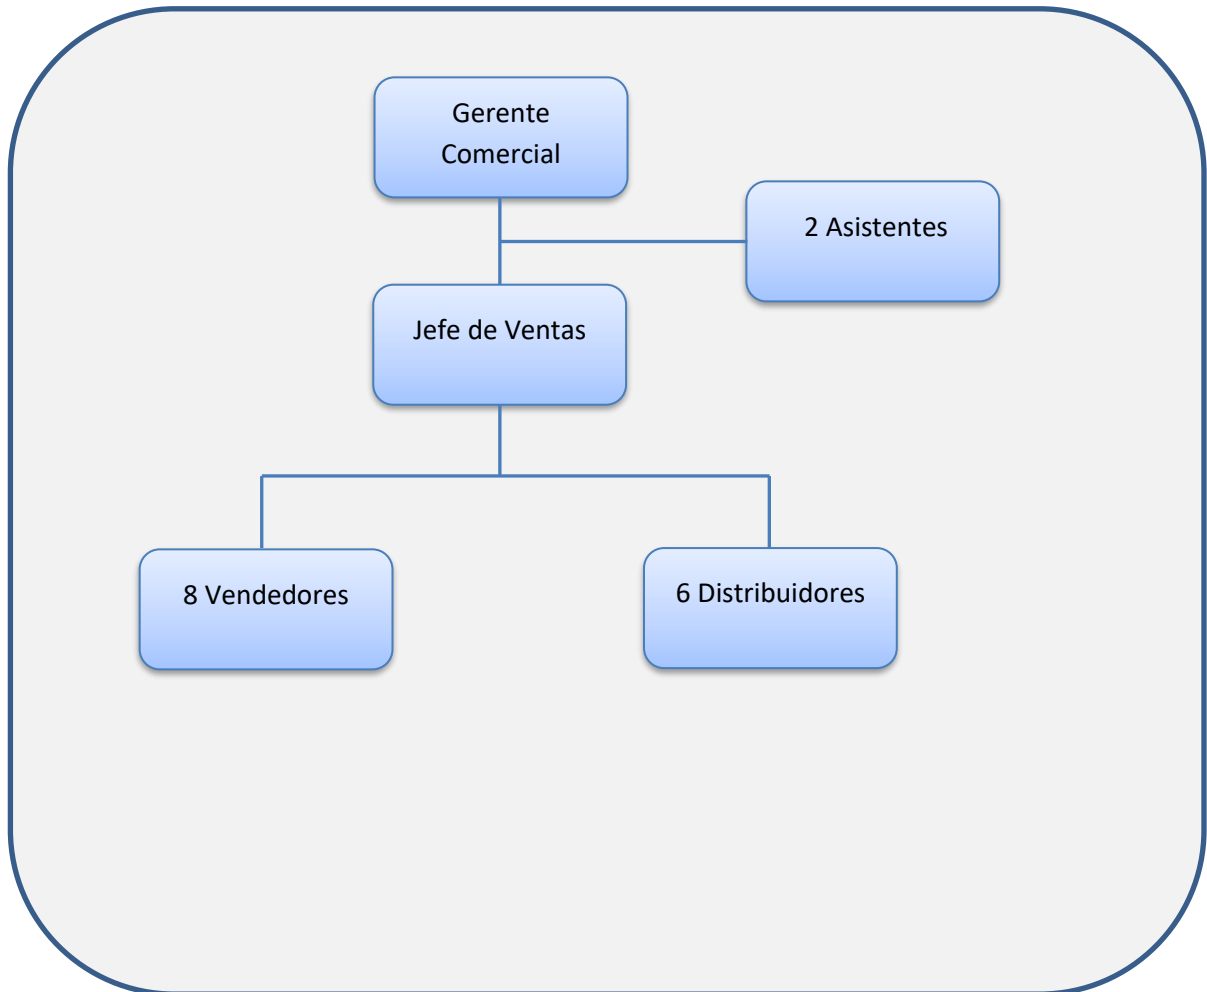 Gerente
Comercial
2 Asistentes
Jefe de Ventas
8 Vendedores
6 Distribuidores